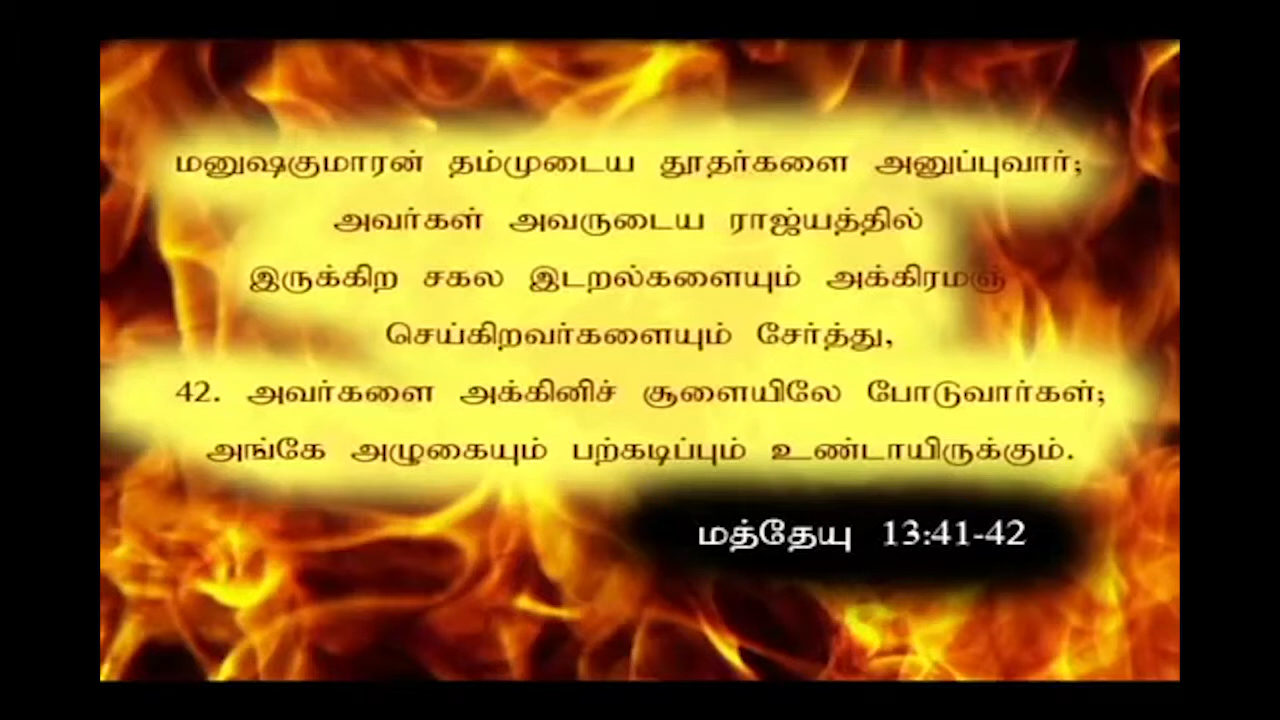 மனுஷகுமாரன் தம்முடைய தூதர்களை அனுப்புவார்;
அவர்கள் அவருடைய ராஜ்யத்தில்
இருக்கிற சகல இடறல்களையும் அக்கிரமஞ்
செய்கிறவர்களையும் சேர்த்து,
42. அவர்களை அக்கினிச் சூளையிலே போடுவார்கள்;
அங்கே அழுகையும் பற்கடிப்பும் உண்டாயிருக்கும்.
மத்தேயு 13:41-42